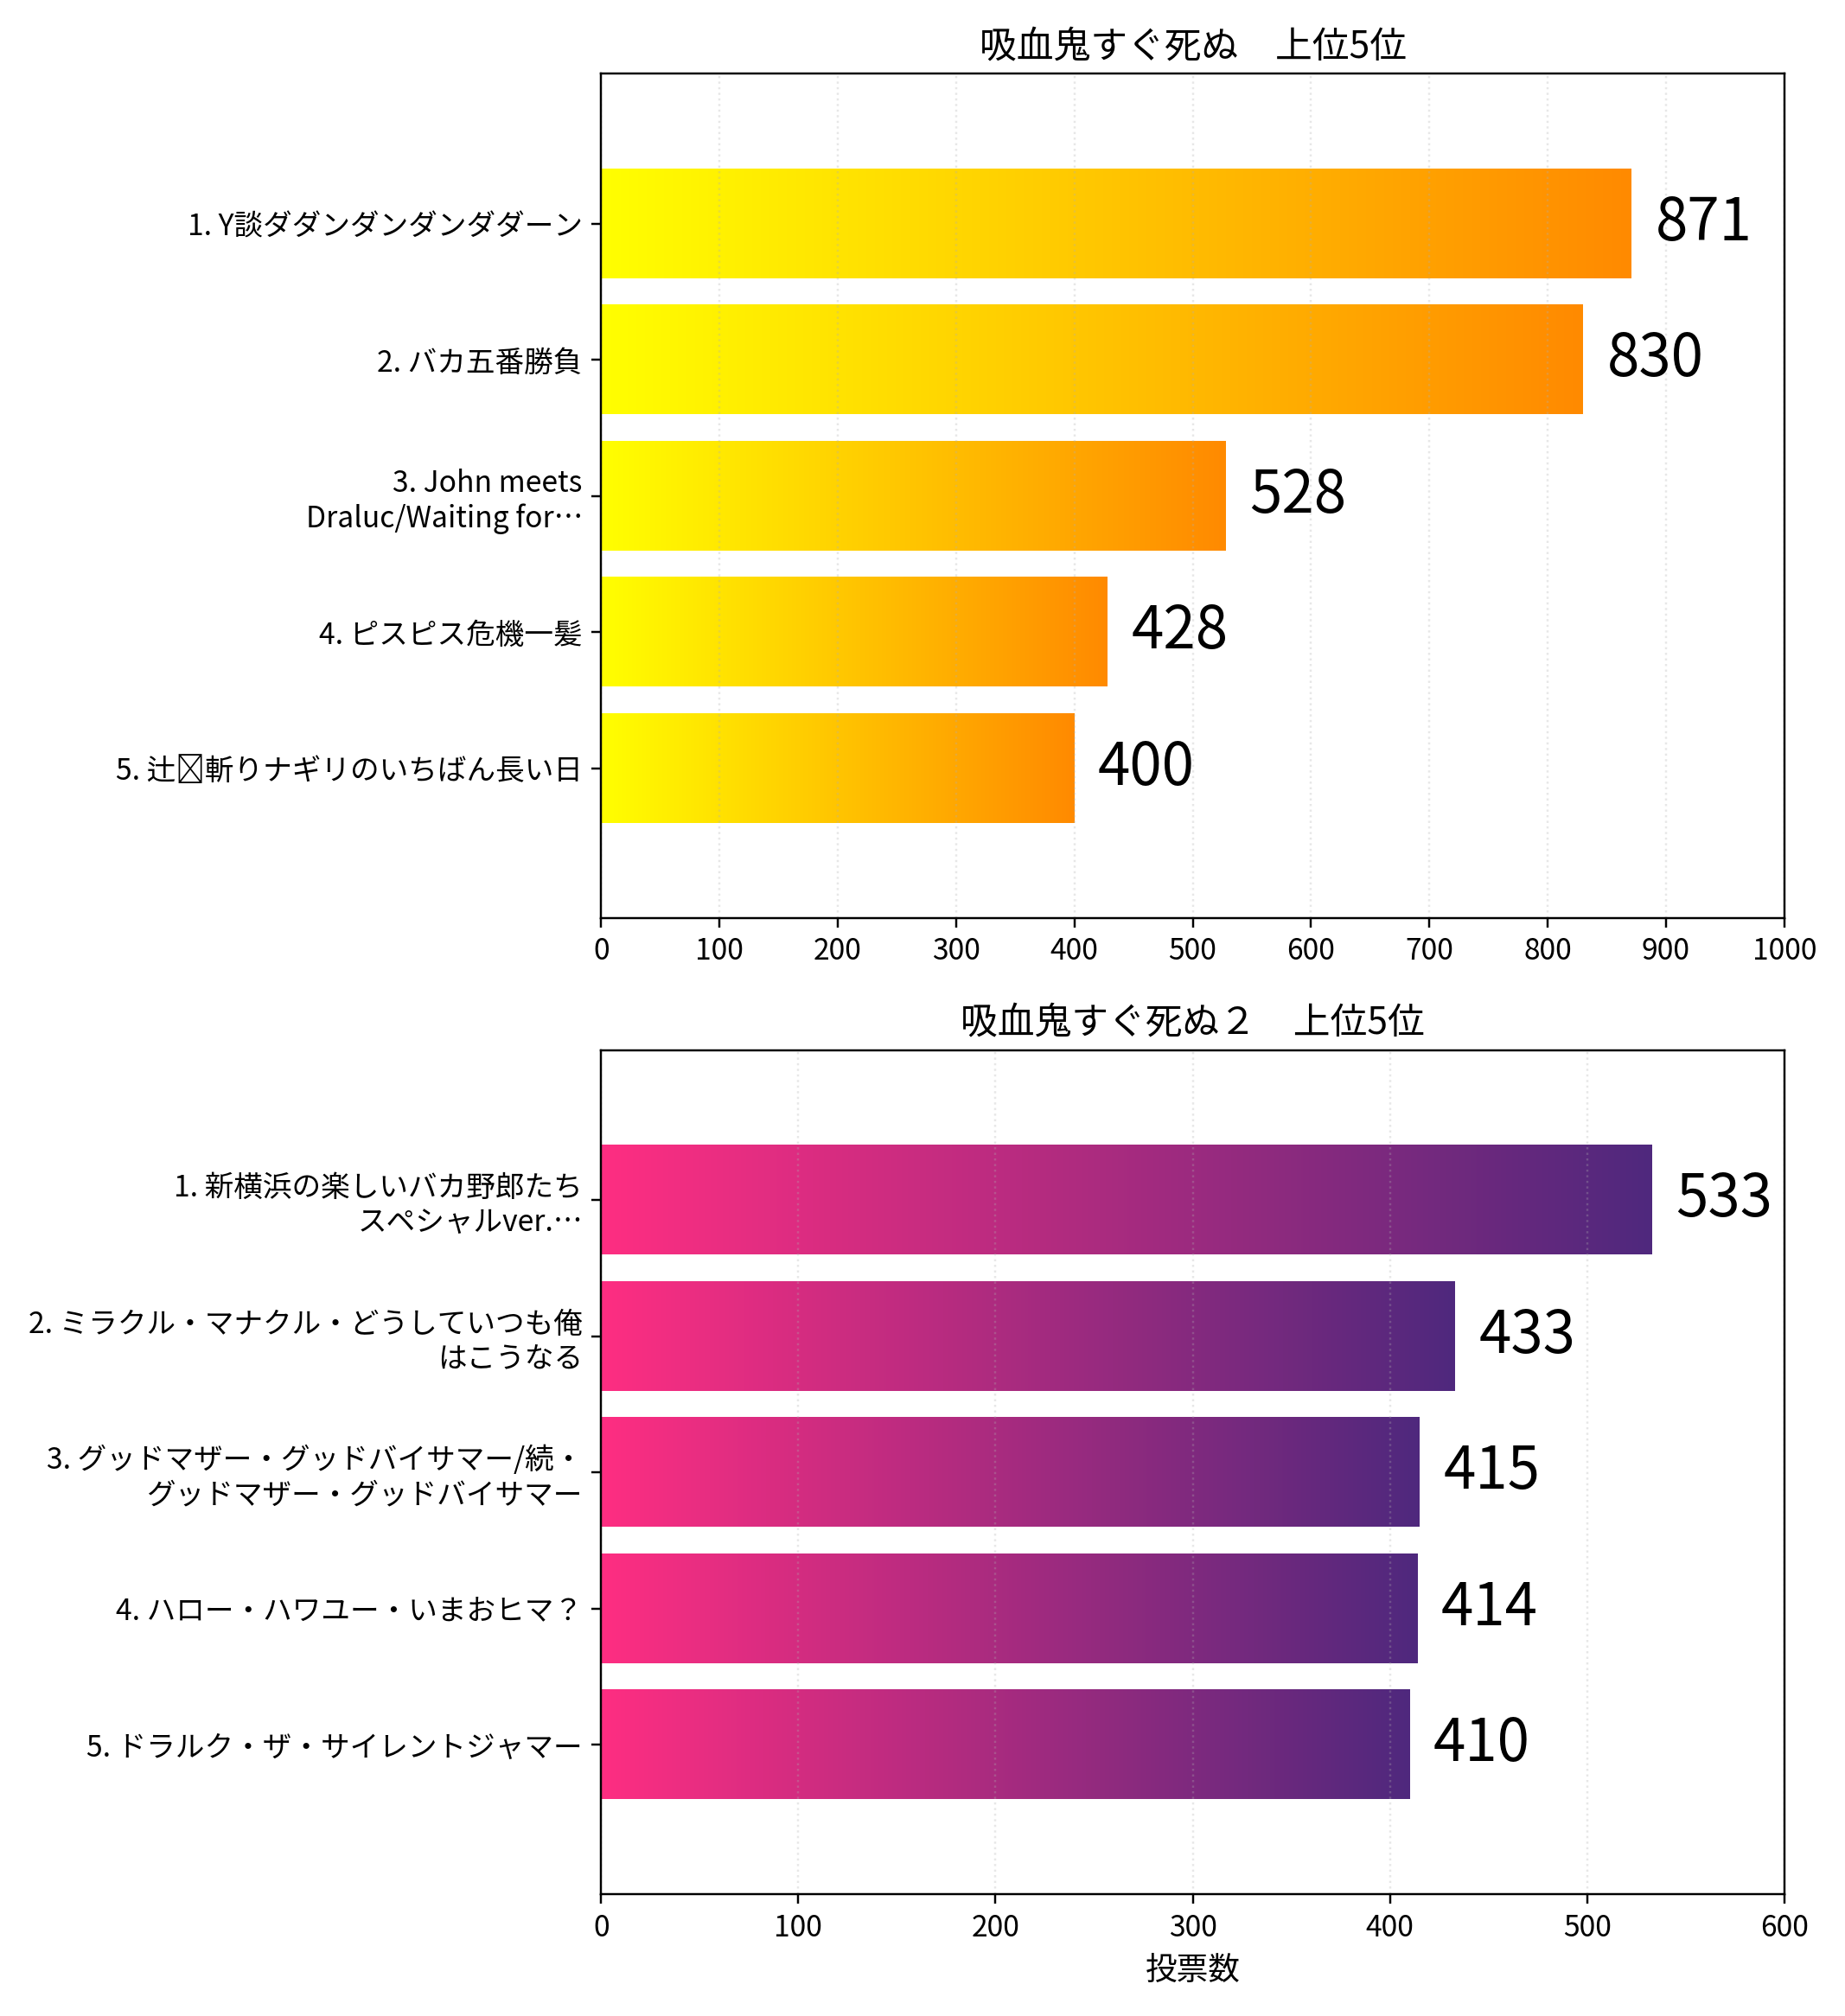 吸血鬼すぐ死ぬ　上位5位
1. Y談ダダンダンダンダダーン
871
2. バカ五番勝負
830
3. John meets
Draluc/Waiting for…
528
4. ピスピス危機一髪
428
5. 辻斬りナギリのいちばん長い日
400
0 100 200 300 400 500 600 700 800 900 1000
吸血鬼すぐ死ぬ２　上位5位
1. 新横浜の楽しいバカ野郎たち
スペシャルver.…
533
2. ミラクル・マナクル・どうしていつも俺
はこうなる
433
3. グッドマザー・グッドバイサマー/続・
グッドマザー・グッドバイサマー
415
4. ハロー・ハワユー・いまおヒマ？
414
5. ドラルク・ザ・サイレントジャマー
410
0 100 200 300 400 500 600
投票数